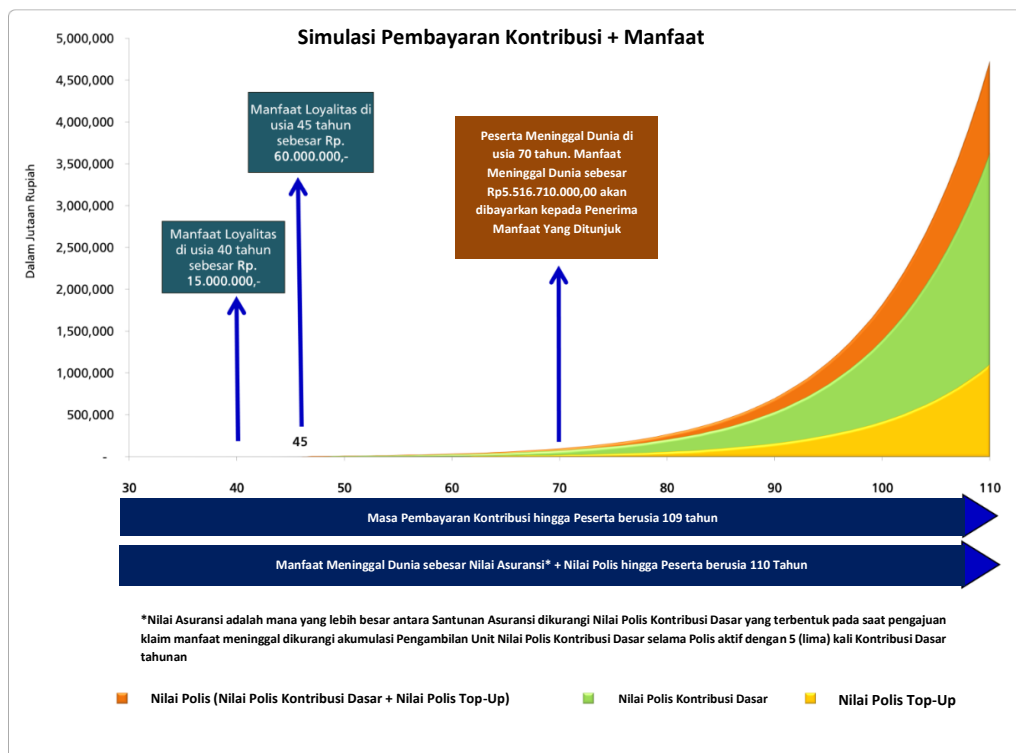 Simulasi Pembayaran Kontribusi + Manfaat
Dalam Jutaan Rupiah
5,000,000
4,500,000
4,000,000
3,500,000
3,000,000
2,500,000
2,000,000
1,500,000
1,000,000
500,000
-
Manfaat Loyalitas di
usia 45 tahun
sebesar Rp.
60.000.000,-
Manfaat Loyalitas
di usia 40 tahun
sebesar Rp.
15.000.000,-
Peserta Meninggal Dunia di
usia 70 tahun. Manfaat
Meninggal Dunia sebesar
Rp5.516.710.000,00 akan
dibayarkan kepada Penerima
Manfaat Yang Ditunjuk
45
30 40 50 60 70 80 90 100 110
Masa Pembayaran Kontribusi hingga Peserta berusia 109 tahun
Manfaat Meninggal Dunia sebesar Nilai Asuransi* + Nilai Polis hingga Peserta berusia 110 Tahun
*Nilai Asuransi adalah mana yang lebih besar antara Santunan Asuransi dikurangi Nilai Polis Kontribusi Dasar yang terbentuk pada saat pengajuan
klaim manfaat meninggal dikurangi akumulasi Pengambilan Unit Nilai Polis Kontribusi Dasar selama Polis aktif dengan 5 (lima) kali Kontribusi Dasar
tahunan
Nilai Polis (Nilai Polis Kontribusi Dasar + Nilai Polis Top-Up)
Nilai Polis Kontribusi Dasar
Nilai Polis Top-Up